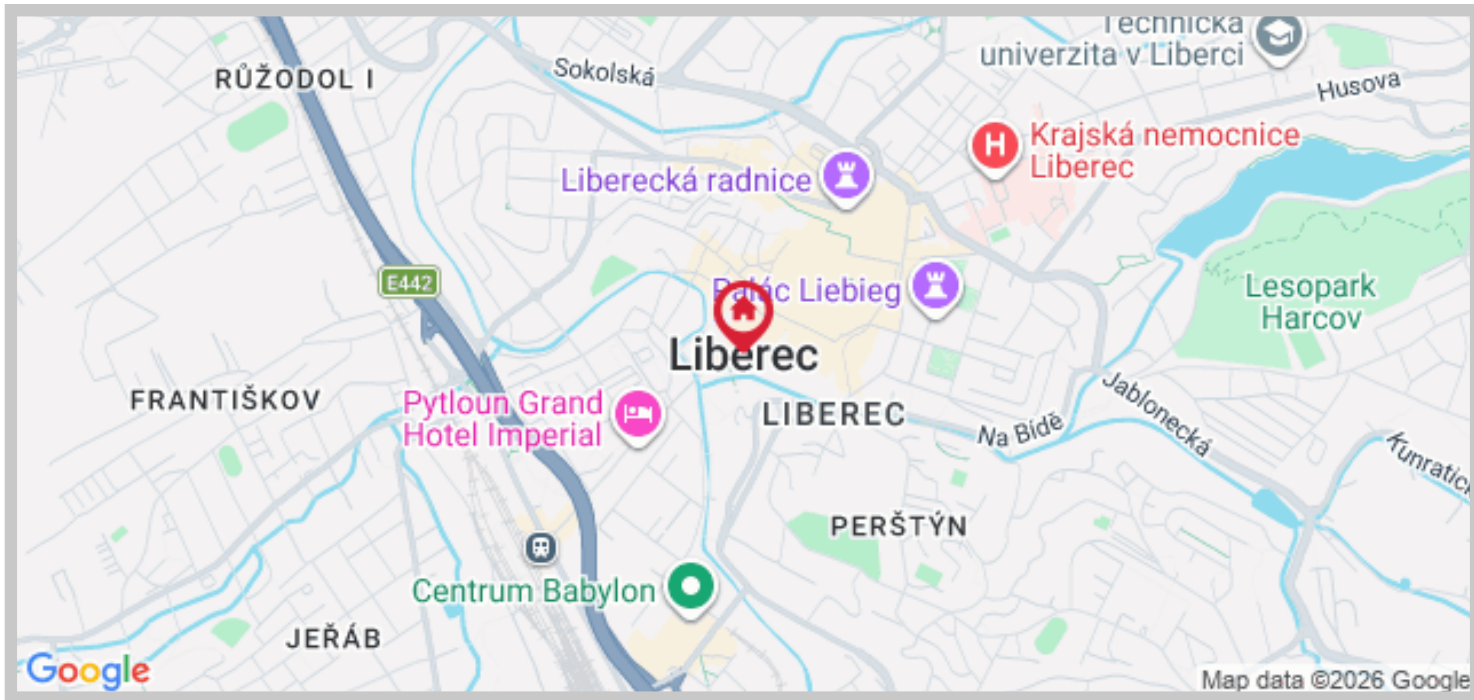 Technická
univerzita v Liberci
RŮŽODOL I
Sokolská
Husova
Krajská nemocnice
Liberec
H
Liberecká radnice
E442
Palác Liebieg
Lesopark
Harcov
Liberec
FRANTIŠKOV
Pytloun Grand
Hotel Imperial
LIBEREC
Na Bídě
Jablonecká
PERŠTÝN
Centrum Babylon
JEŘÁB
Google
Map data ©2026 Google